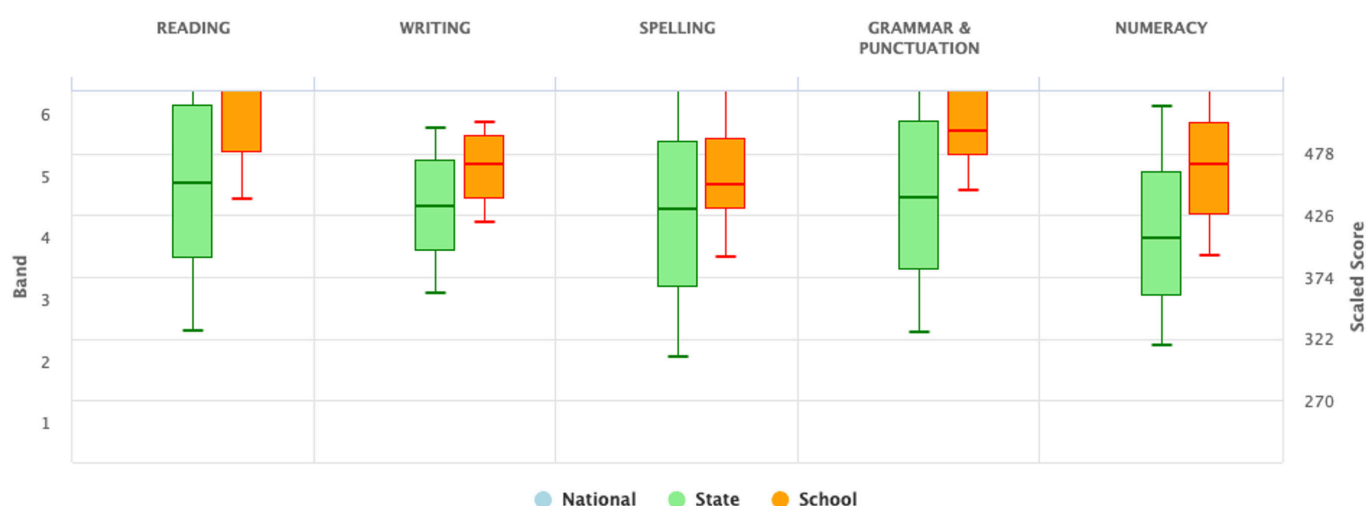 READING
WRITING
SPELLING
GRAMMAR &
PUNCTUATION
NUMERACY
6
5
4
3
2
1
Band
478
426
374
322
270
Scaled Score
National
State
School